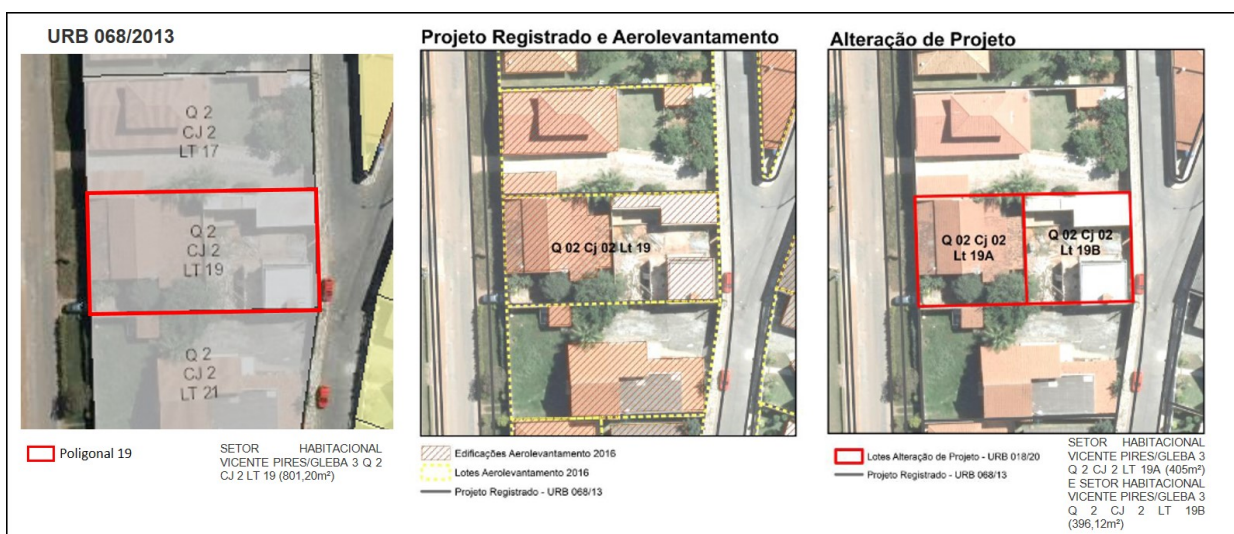 URB 068/2013
Q 2
CJ 2
LT 17
Q 2
CJ 2
LT 19
Q 2
CJ 2
LT 21
Poligonal 19
SETOR HABITACIONAL
VICENTE PIRES/GLEBA 3 Q 2
CJ 2 LT 19 (801,20m²)
Projeto Registrado e Aerolevantamento
Q 02 Cj 02 Lt 19
Edificações Aerolevantamento 2016
Lotes Aerolevantamento 2016
Projeto Registrado - URB 068/13
Alteração de Projeto
Q 02 Cj 02
Lt 19A
Q 02 Cj 02
Lt 19B
Lotes Alteração de Projeto - URB 018/20
Projeto Registrado - URB 068/13
SETOR HABITACIONAL
VICENTE PIRES/GLEBA 3
Q 2 CJ 2 LT 19A (405m²)
E SETOR HABITACIONAL
VICENTE PIRES/GLEBA 3
Q 2 CJ 2 LT 19B
(396,12m²)